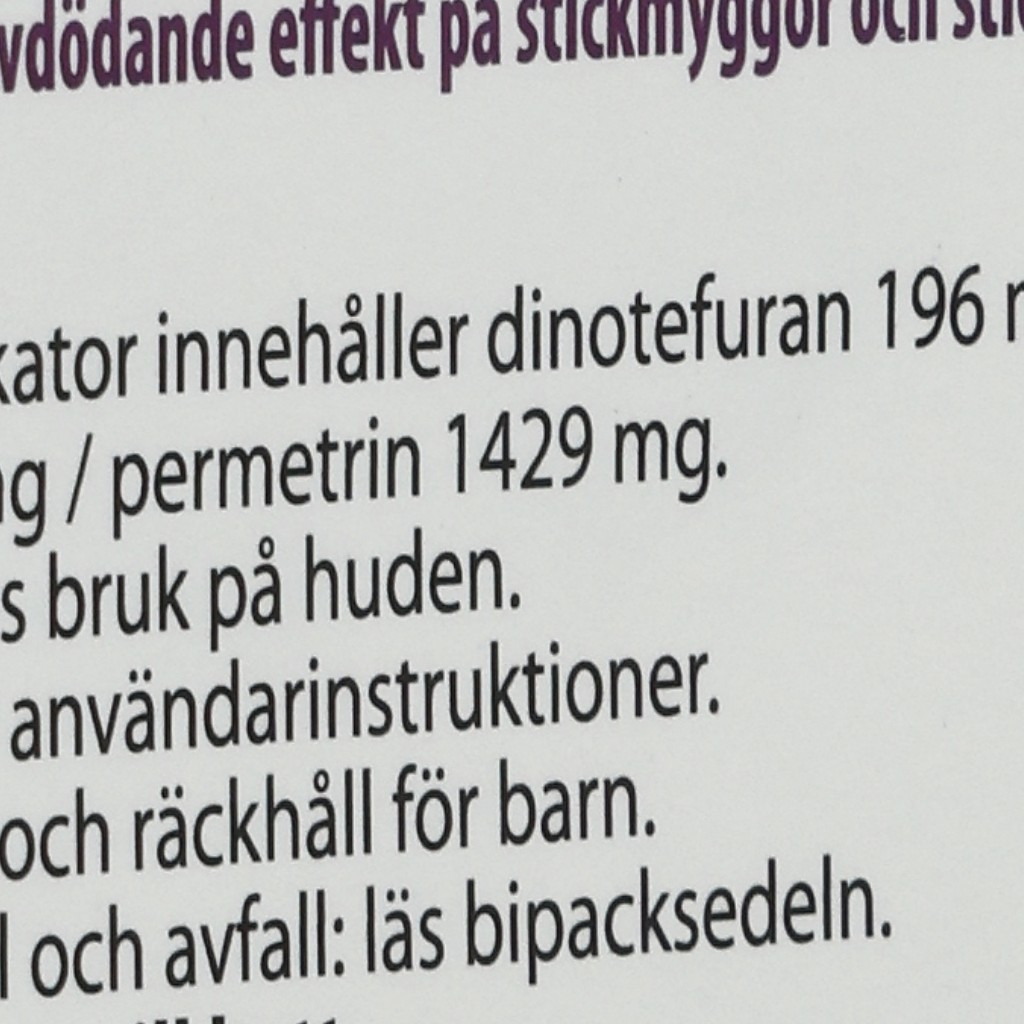 vdödande effekt på stickmyggor och
kator innehåller dinotefuran 196
mg / permetrin 1429 mg.
s bruk på huden.
användarinstruktioner.
och räckhåll för barn.
l och avfall: läs bipacksedeln.